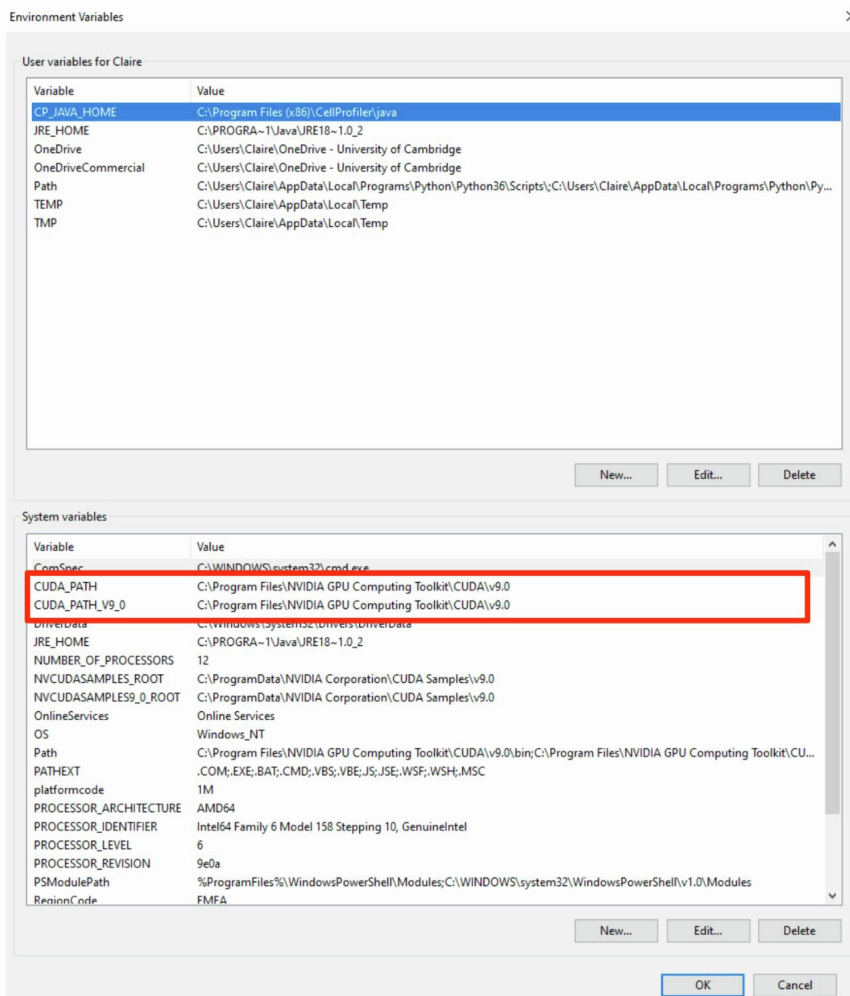 Environment Variables
User variables for Claire
Variable Value
CP_JAVA_HOME C:\Program Files (x86)\CellProfiler\java
JRE_HOME C:\PROGRA~1\Java\JRE18~1.0_2
OneDrive C:\Users\Claire\OneDrive - University of Cambridge
OneDriveCommercial C:\Users\Claire\OneDrive - University of Cambridge
Path C:\Users\Claire\AppData\Local\Programs\Python\Python36\Scripts\;C:\Users\Claire\AppData\Local\Programs\Python\Py...
TEMP C:\Users\Claire\AppData\Local\Temp
TMP C:\Users\Claire\AppData\Local\Temp
New... Edit... Delete
System variables
Variable Value
ComSpec C:\WINDOWS\system32\cmd.exe
CUDA_PATH C:\Program Files\NVIDIA GPU Computing Toolkit\CUDA\v9.0
CUDA_PATH_V9_0 C:\Program Files\NVIDIA GPU Computing Toolkit\CUDA\v9.0
DriverData C:\Windows\System32\Drivers\DriverData
JRE_HOME C:\PROGRA~1\Java\JRE18~1.0_2
NUMBER_OF_PROCESSORS 12
NVCUDASAMPLES_ROOT C:\ProgramData\NVIDIA Corporation\CUDA Samples\v9.0
NVCUDASAMPLES9_0_ROOT C:\ProgramData\NVIDIA Corporation\CUDA Samples\v9.0
OnlineServices Online Services
OS Windows_NT
Path C:\Program Files\NVIDIA GPU Computing Toolkit\CUDA\v9.0\bin;C:\Program Files\NVIDIA GPU Computing Toolkit\CU...
PATHEXT .COM;.EXE;.BAT;.CMD;.VBS;.VBE;.JS;.JSE;.WSF;.WSH;.MSC
platformcode 1M
PROCESSOR_ARCHITECTURE AMD64
PROCESSOR_IDENTIFIER Intel64 Family 6 Model 158 Stepping 10, GenuineIntel
PROCESSOR_LEVEL 6
PROCESSOR_REVISION 9e0a
PSModulePath %ProgramFiles%\WindowsPowerShell\Modules;C:\WINDOWS\system32\WindowsPowerShell\v1.0\Modules
RegionCode EMEA
New... Edit... Delete
OK Cancel